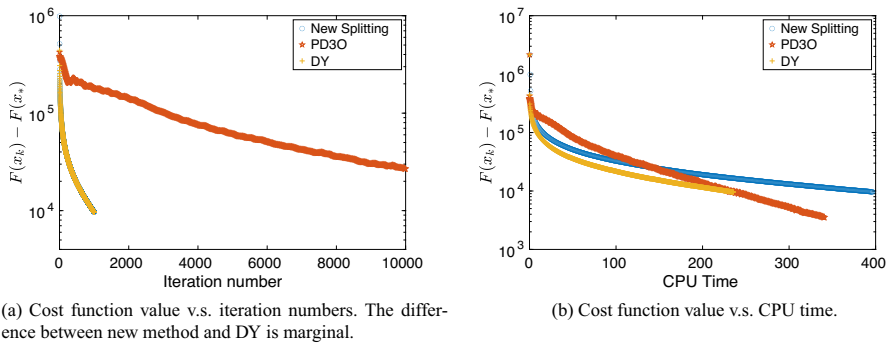 New Splitting
PD3O
DY
10^6
10^5
10^4
F(x_k) − F(x_*)
0 2000 4000 6000 8000 10000
Iteration number
(a) Cost function value v.s. iteration numbers. The differ-
ence between new method and DY is marginal.
New Splitting
PD3O
DY
10^7
10^6
10^5
10^4
10^3
F(x_k) − F(x_*)
0 100 200 300 400
CPU Time
(b) Cost function value v.s. CPU time.